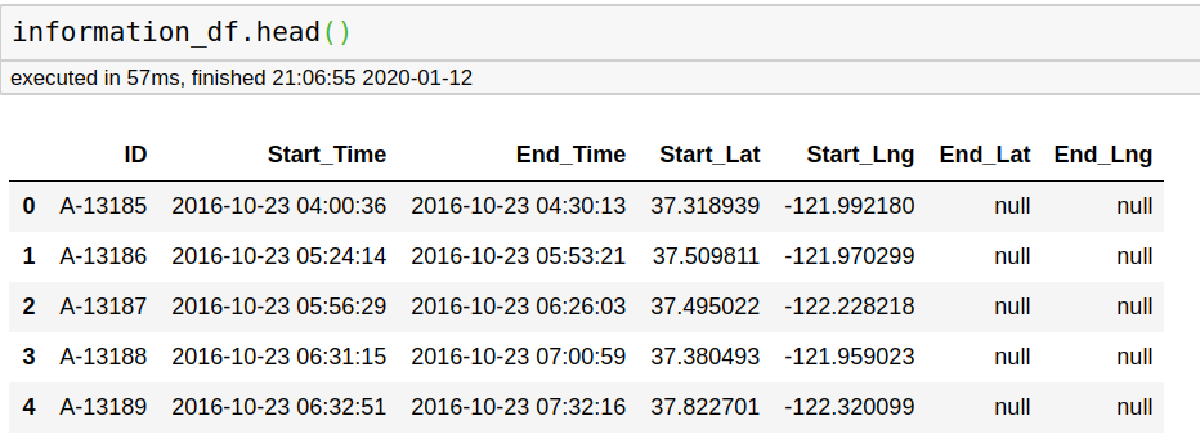 information_df.head()
executed in 57ms, finished 21:06:55 2020-01-12
ID Start_Time End_Time Start_Lat Start_Lng End_Lat End_Lng
0 A-13185 2016-10-23 04:00:36 2016-10-23 04:30:13 37.318939 -121.992180 null null
1 A-13186 2016-10-23 05:24:14 2016-10-23 05:53:21 37.509811 -121.970299 null null
2 A-13187 2016-10-23 05:56:29 2016-10-23 06:26:03 37.495022 -122.228218 null null
3 A-13188 2016-10-23 06:31:15 2016-10-23 07:00:59 37.380493 -121.959023 null null
4 A-13189 2016-10-23 06:32:51 2016-10-23 07:32:16 37.822701 -122.320099 null null